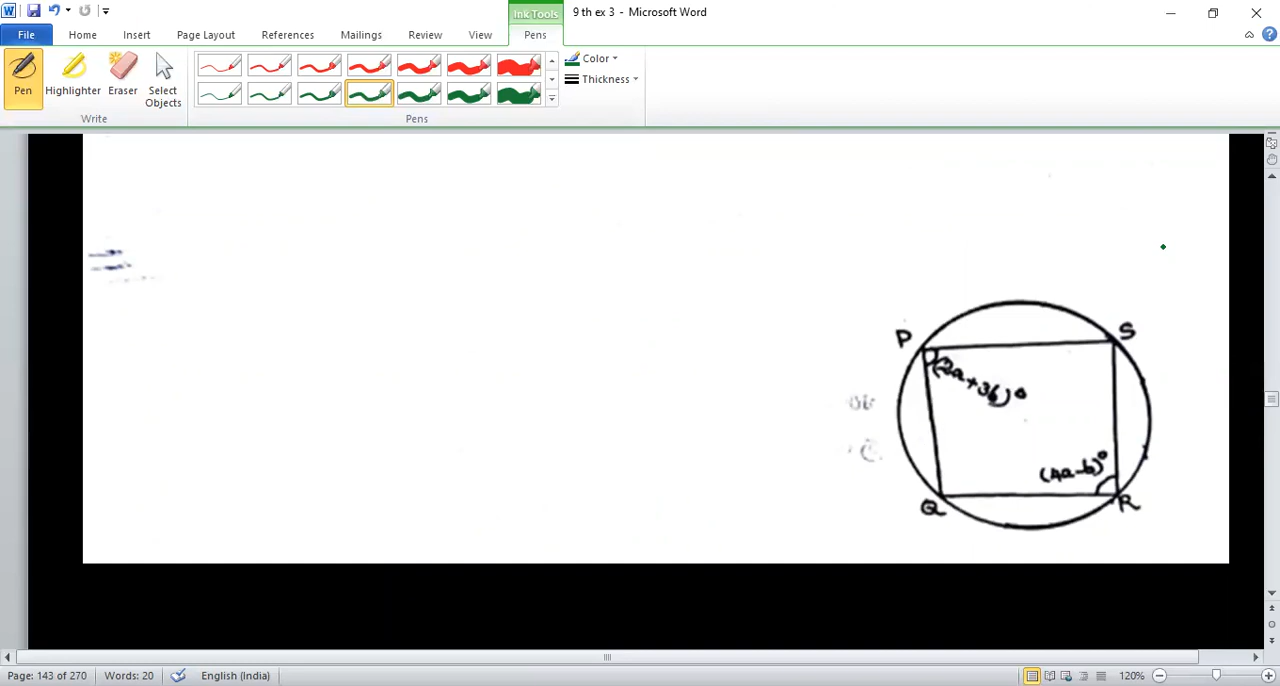 Ink Tools
9 th ex 3 - Microsoft Word
File
Home
Insert
Page Layout
References
Mailings
Review
View
Pens
Pen
Highlighter
Eraser
Select Objects
Color
Thickness
Write
Pens
P
S
(2a+3b)°
(4a-b)°
Q
R
Page: 143 of 270
Words: 20
English (India)
120%